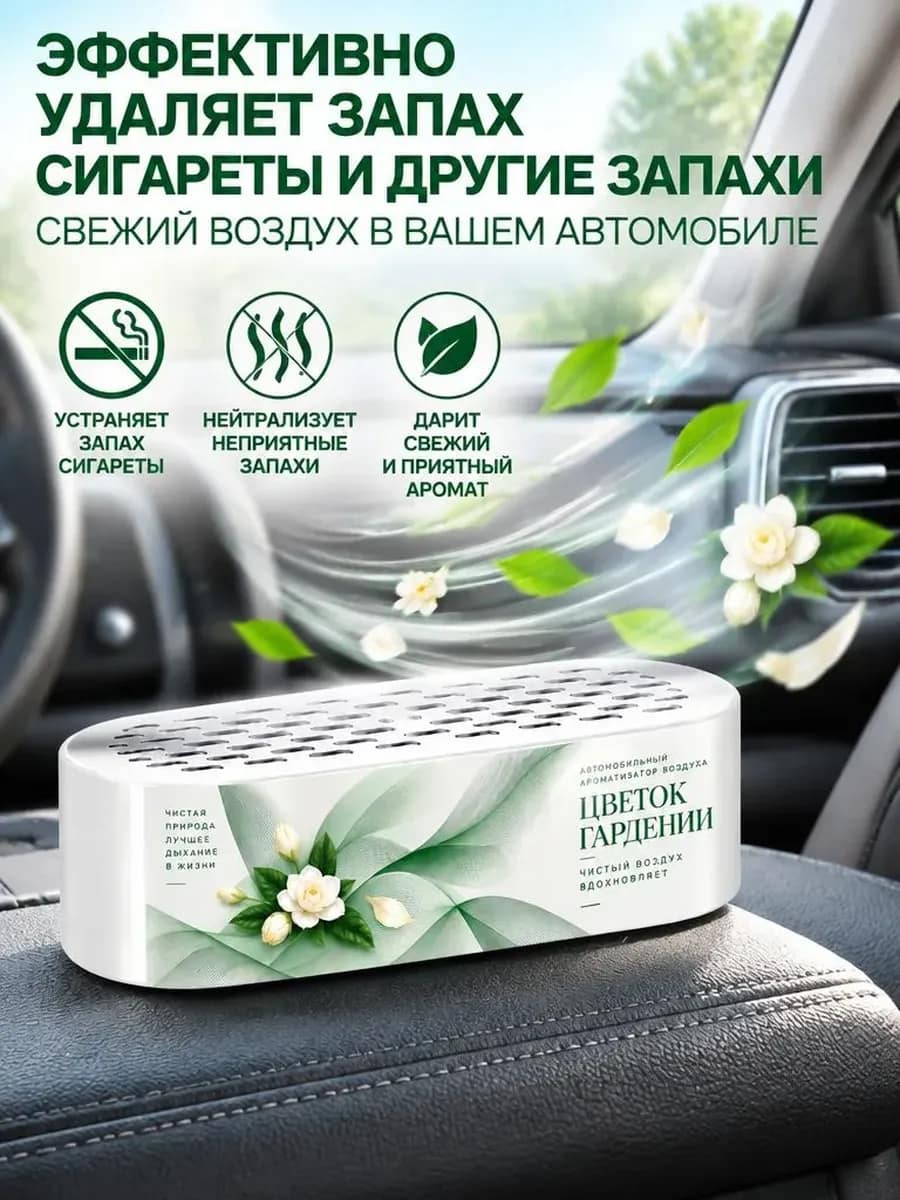 ЭФФЕКТИВНО
УДАЛЯЕТ ЗАПАХ
СИГАРЕТЫ И ДРУГИЕ ЗАПАХИ
СВЕЖИЙ ВОЗДУХ В ВАШЕМ АВТОМОБИЛЕ
УСТРАНЯЕТ
ЗАПАХ
СИГАРЕТЫ
НЕЙТРАЛИЗУЕТ
НЕПРИЯТНЫЕ
ЗАПАХИ
ДАРИТ
СВЕЖИЙ
И ПРИЯТНЫЙ
АРОМАТ
ЧИСТАЯ
ПРИРОДА
ЛУЧШЕЕ
ДЫХАНИЕ
В ЖИЗНИ
АВТОМОБИЛЬНЫЙ
АРОМАТИЗАТОР ВОЗДУХА
ЦВЕТОК
ГАРДЕНИИ
ЧИСТЫЙ ВОЗДУХ
ВДОХНОВЛЯЕТ